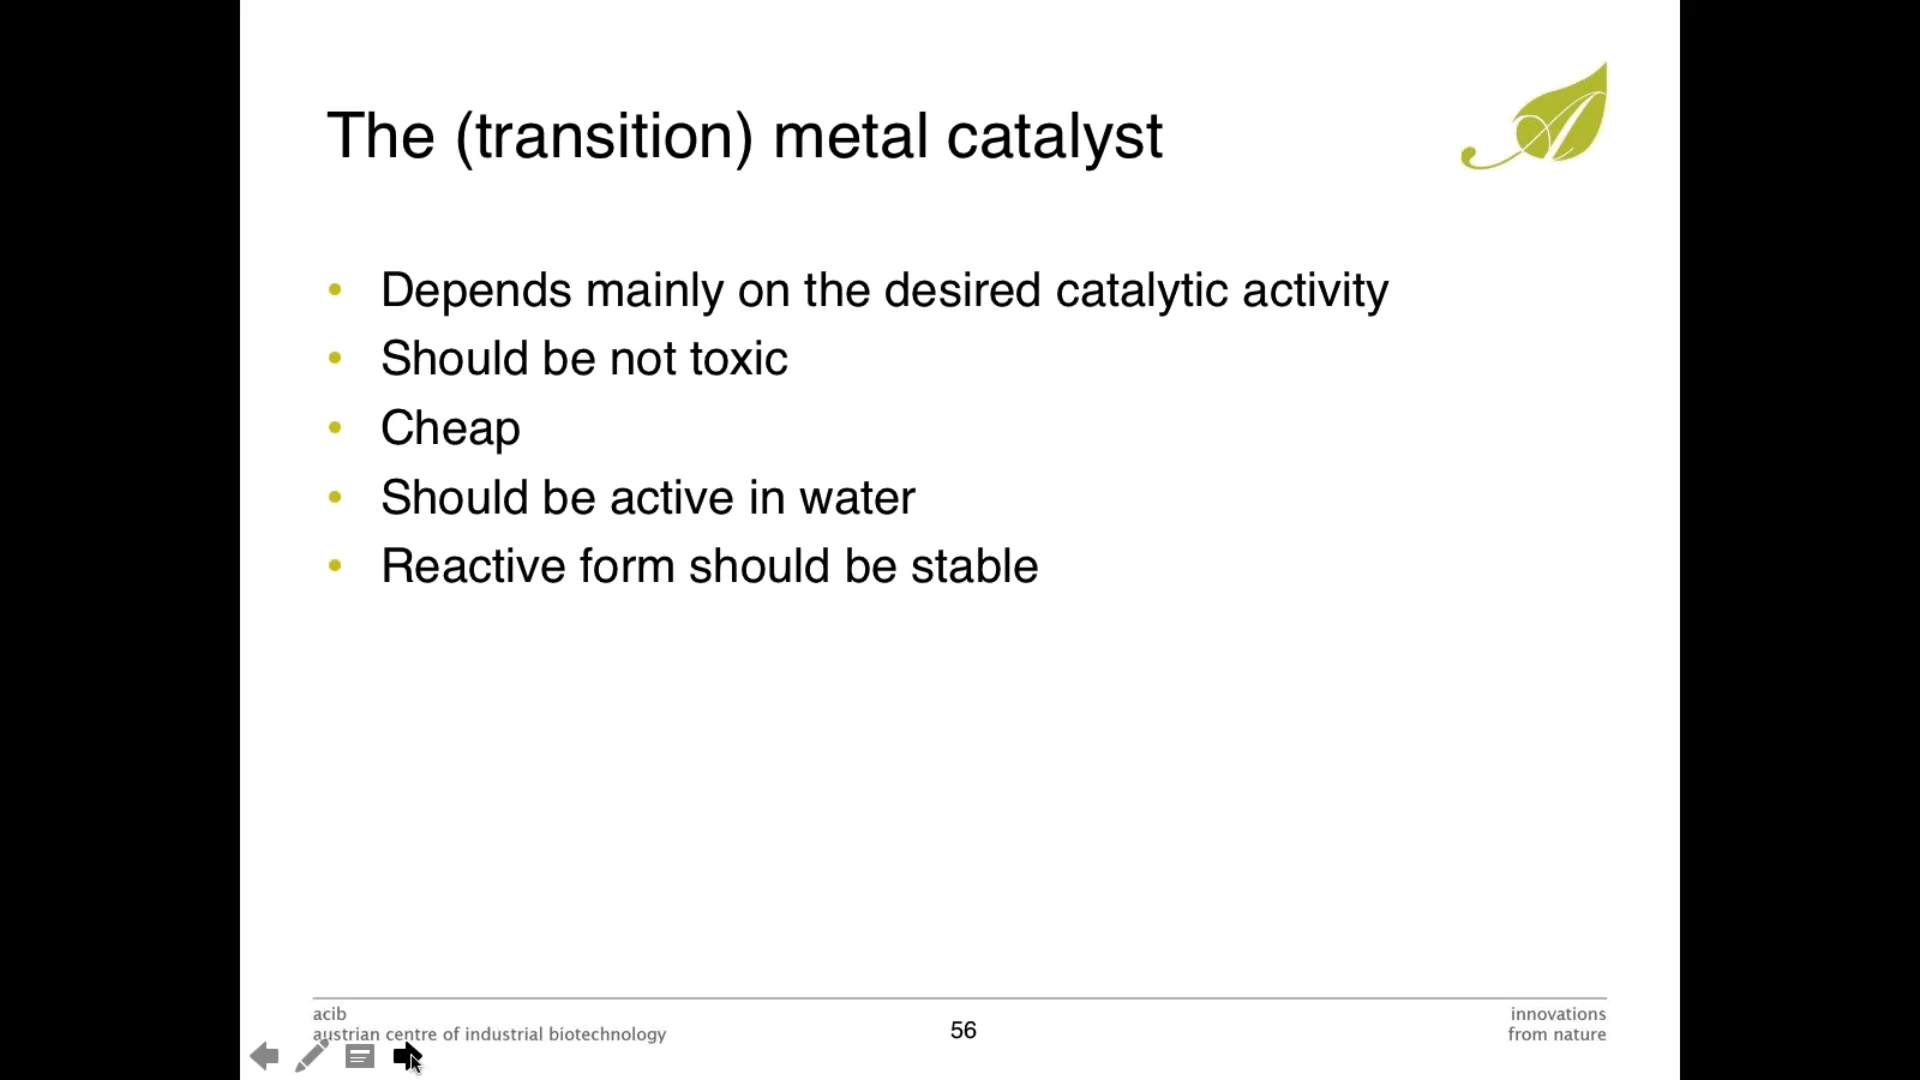 The (transition) metal catalyst
• Depends mainly on the desired catalytic activity
• Should be not toxic
• Cheap
• Should be active in water
• Reactive form should be stable
acib
austrian centre of industrial biotechnology
56
innovations
from nature